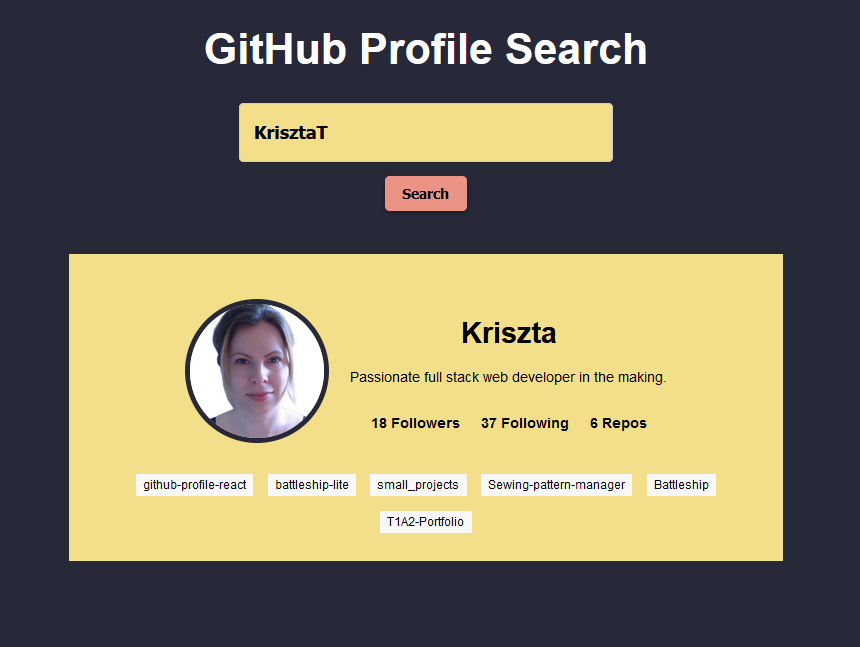 GitHub Profile Search
KrisztaT
Search
Kriszta
Passionate full stack web developer in the making.
18 Followers 37 Following 6 Repos
github-profile-react battleship-lite small_projects Sewing-pattern-manager Battleship
T1A2-Portfolio